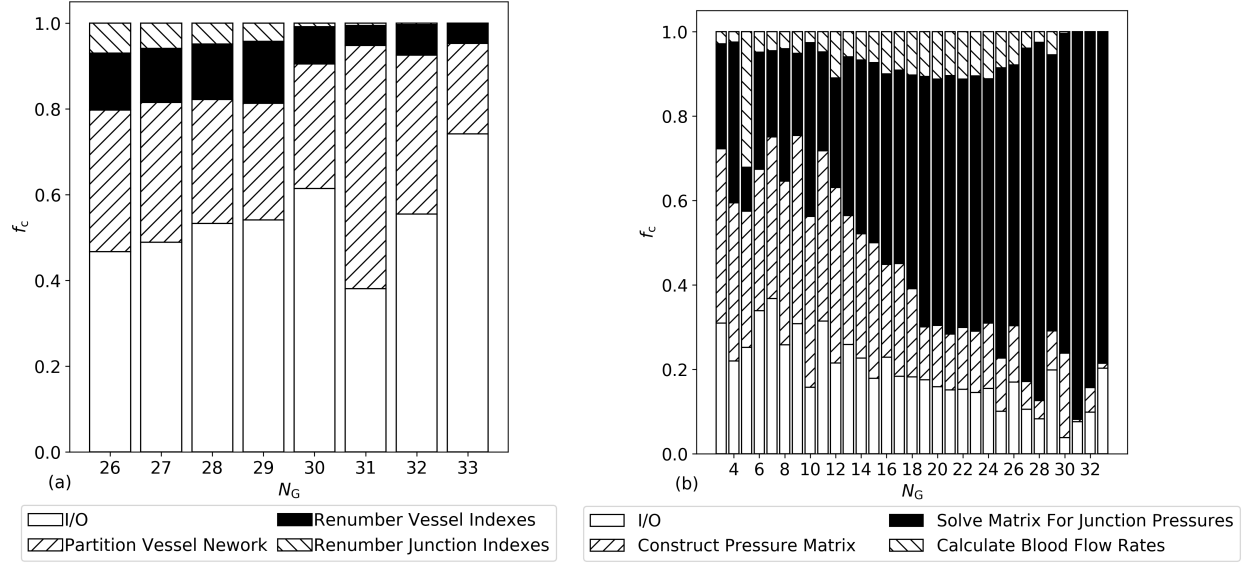 1.0
0.8
0.6
0.4
0.2
0.0
f_c
26 27 28 29 30 31 32 33
(a)
N_G
I/O
Renumber Vessel Indexes
Partition Vessel Nework
Renumber Junction Indexes
1.0
0.8
0.6
0.4
0.2
0.0
f_c
4 6 8 10 12 14 16 18 20 22 24 26 28 30 32
(b)
N_G
I/O
Solve Matrix For Junction Pressures
Construct Pressure Matrix
Calculate Blood Flow Rates